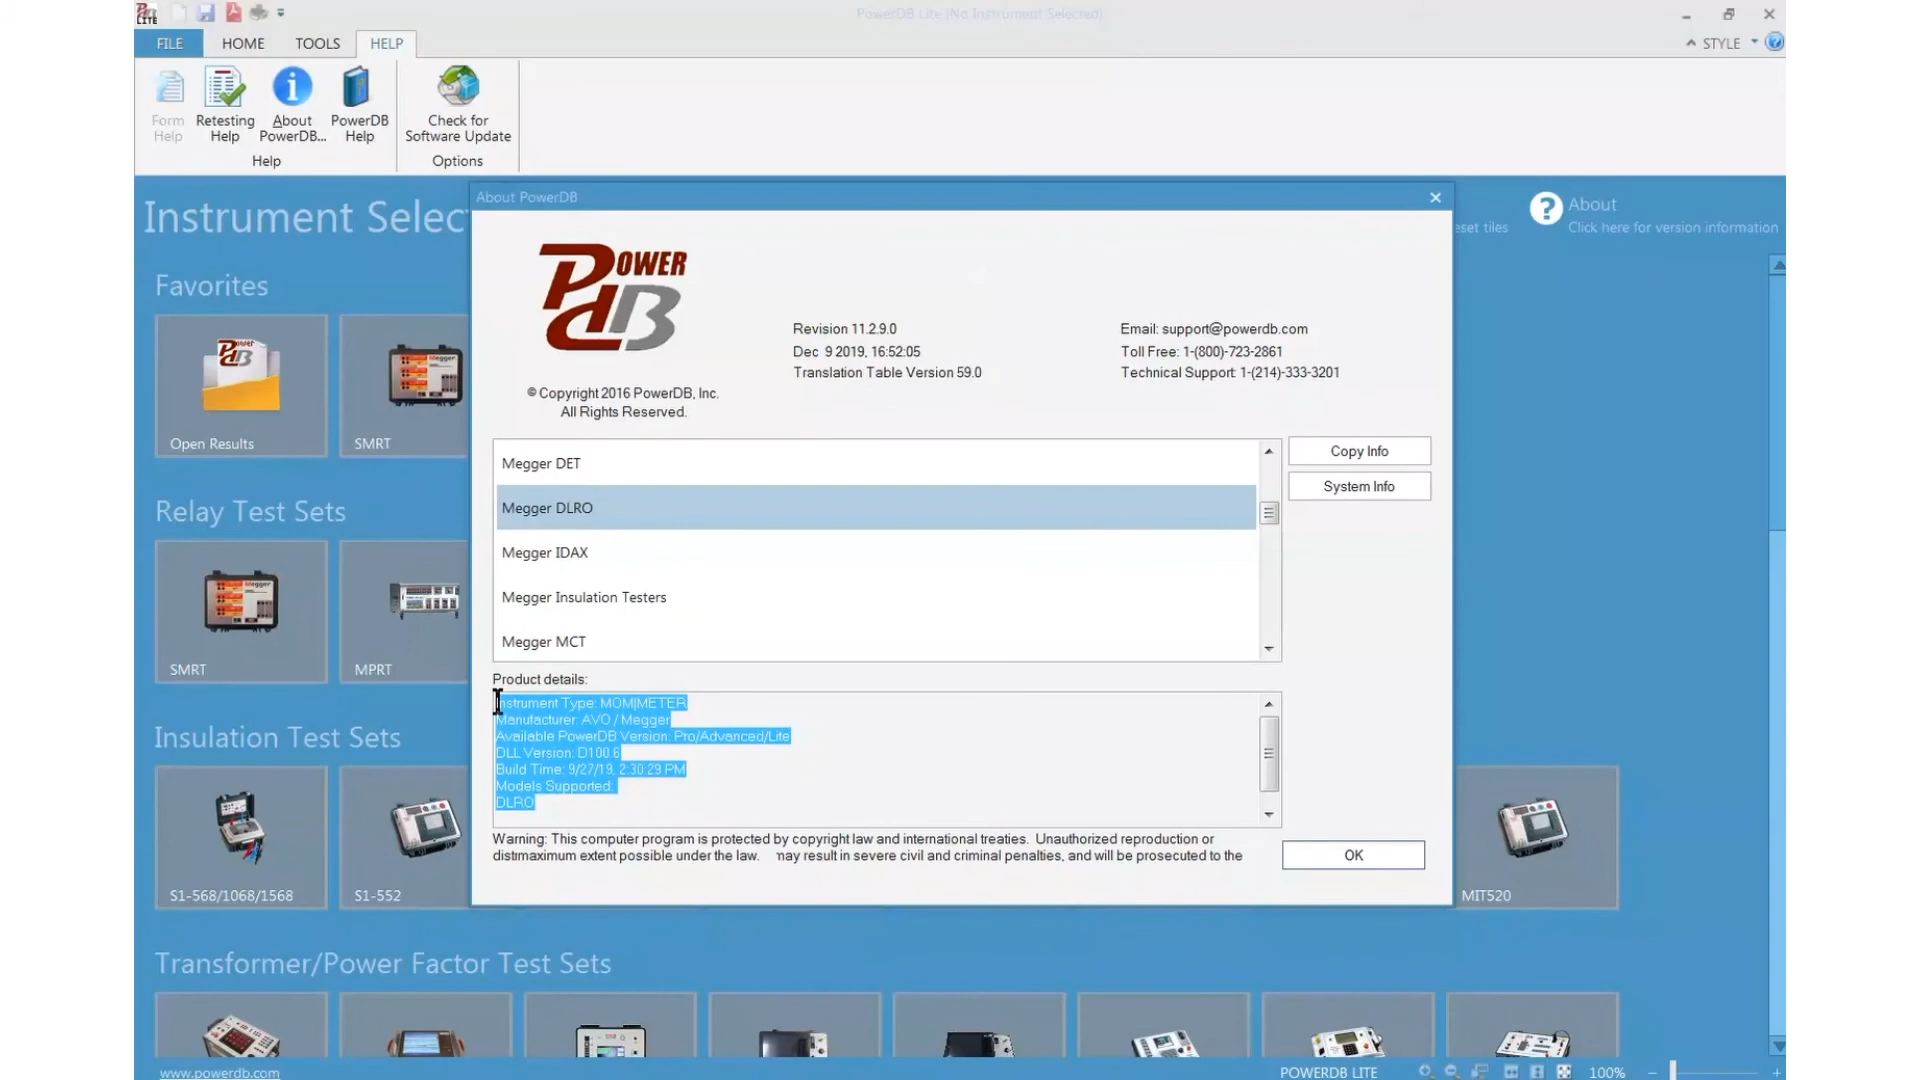 PowerDB Lite (No Instrument Selected)
FILE
HOME
TOOLS
HELP
STYLE
Form Help
Retesting Help
About PowerDB...
PowerDB Help
Check for Software Update
Help
Options
Instrument Selec
eset tiles
About
Click here for version information
Favorites
Open Results
SMRT
Relay Test Sets
SMRT
MPRT
Insulation Test Sets
S1-568/1068/1568
S1-552
MIT520
Transformer/Power Factor Test Sets
About PowerDB
POWER dB
© Copyright 2016 PowerDB, Inc.
All Rights Reserved.
Revision 11.2.9.0
Dec 9 2019, 16:52:05
Translation Table Version 59.0
Email: support@powerdb.com
Toll Free: 1-(800)-723-2861
Technical Support: 1-(214)-333-3201
Megger DET
Megger DLRO
Megger IDAX
Megger Insulation Testers
Megger MCT
Copy Info
System Info
Product details:
Instrument Type: MOM|METER
Manufacturer: AVO / Megger
Available PowerDB Version: Pro/Advanced/Lite
DLL Version: D100.6
Build Time: 9/27/19, 2:30:29 PM
Models Supported:
DLRO
Warning: This computer program is protected by copyright law and international treaties. Unauthorized reproduction or
distmaximum extent possible under the law. may result in severe civil and criminal penalties, and will be prosecuted to the
OK
www.powerdb.com
POWERDB LITE
100%